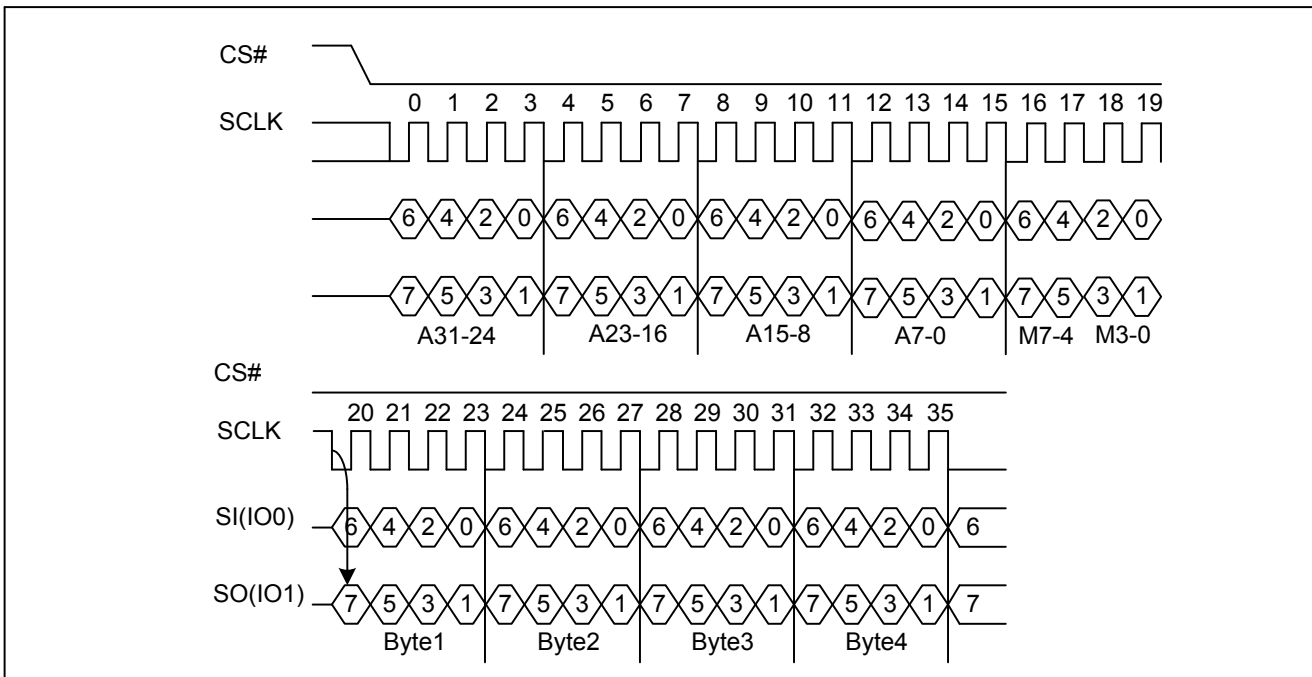 CS#
0 1 2 3 4 5 6 7 8 9 10 11 12 13 14 15 16 17 18 19
SCLK
6 4 2 0 6 4 2 0 6 4 2 0 6 4 2 0 6 4 2 0
7 5 3 1 7 5 3 1 7 5 3 1 7 5 3 1 7 5 3 1
A31-24 A23-16 A15-8 A7-0 M7-4 M3-0
CS#
20 21 22 23 24 25 26 27 28 29 30 31 32 33 34 35
SCLK
SI(IO0) 6 4 2 0 6 4 2 0 6 4 2 0 6 4 2 0 6
SO(IO1) 7 5 3 1 7 5 3 1 7 5 3 1 7 5 3 1 7
Byte1 Byte2 Byte3 Byte4